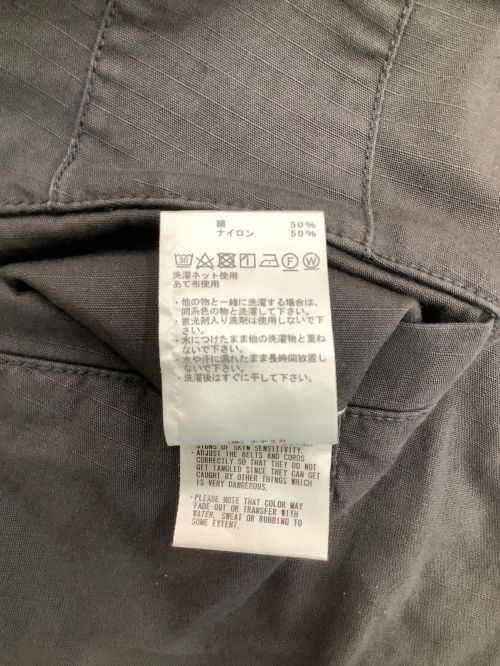 綿 50%
ナイロン 50%
30
洗濯ネット使用
あて布使用
・他の物と一緒に洗濯する場合は、
同素色の物と洗濯して下さい。
・蛍光剤入り洗剤は使用しないで下
さい。
・水につけたまま他の洗濯物と重ね
ないで下さい。
・水や汗に濡れたまま長時間放置し
ないで下さい。
・洗濯後はすぐに干して下さい。
SIGNS OF SKIN SENSITIVITY.
・ADJUST THE BELTS AND CORDS
CORRECTLY SO THAT THEY DO NOT
GET TANGLED SINCE THEY CAN GET
CAUGHT BY OTHER THINGS WHICH
IS VERY DANGEROUS.
・PLEASE NOTE THAT COLOR MAY
FADE OUT OR TRANSFER WITH
WATER, SWEAT OR RUBBING TO
SOME EXTENT.